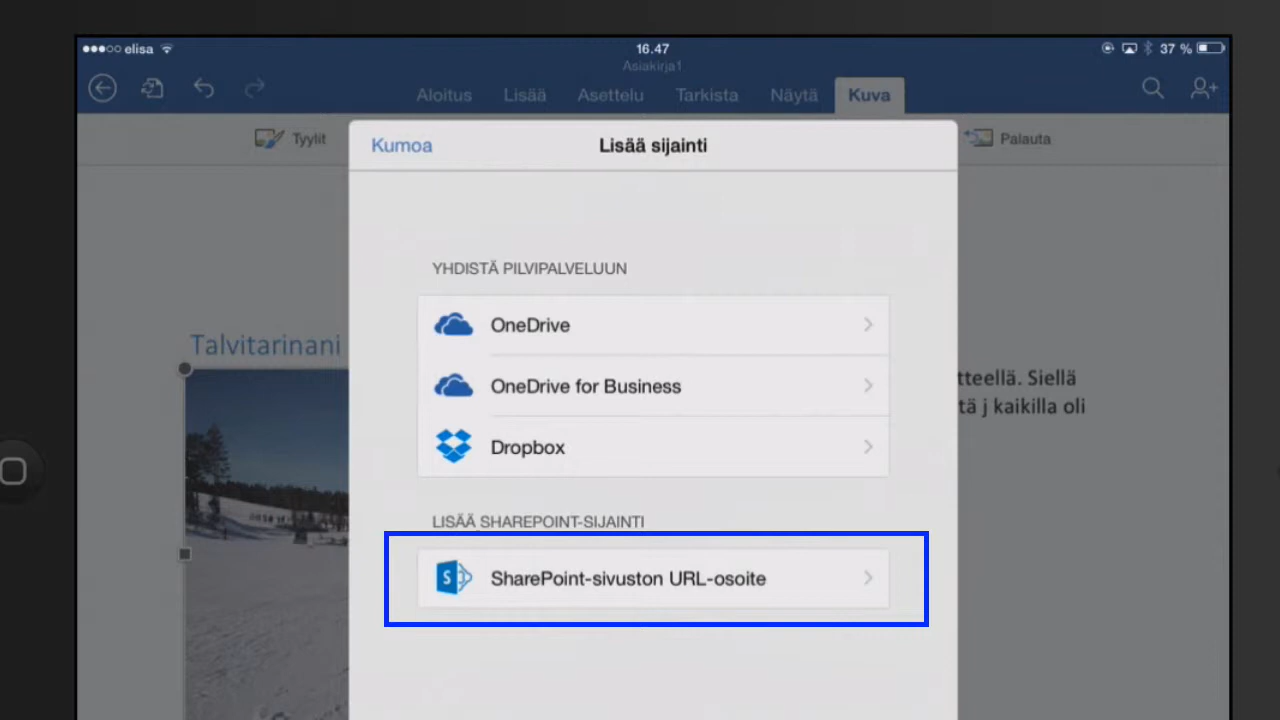 elisa 16.47 37 %
Asiakirja1
Aloitus Lisää Asettelu Tarkista Näytä Kuva
Tyylit Palauta
Kumoa Lisää sijainti
YHDISTÄ PILVIPALVELUUN
OneDrive
OneDrive for Business
Dropbox
LISÄÄ SHAREPOINT-SIJAINTI
S SharePoint-sivuston URL-osoite
Talvitarinani
tteellä. Siellä
tä j kaikilla oli